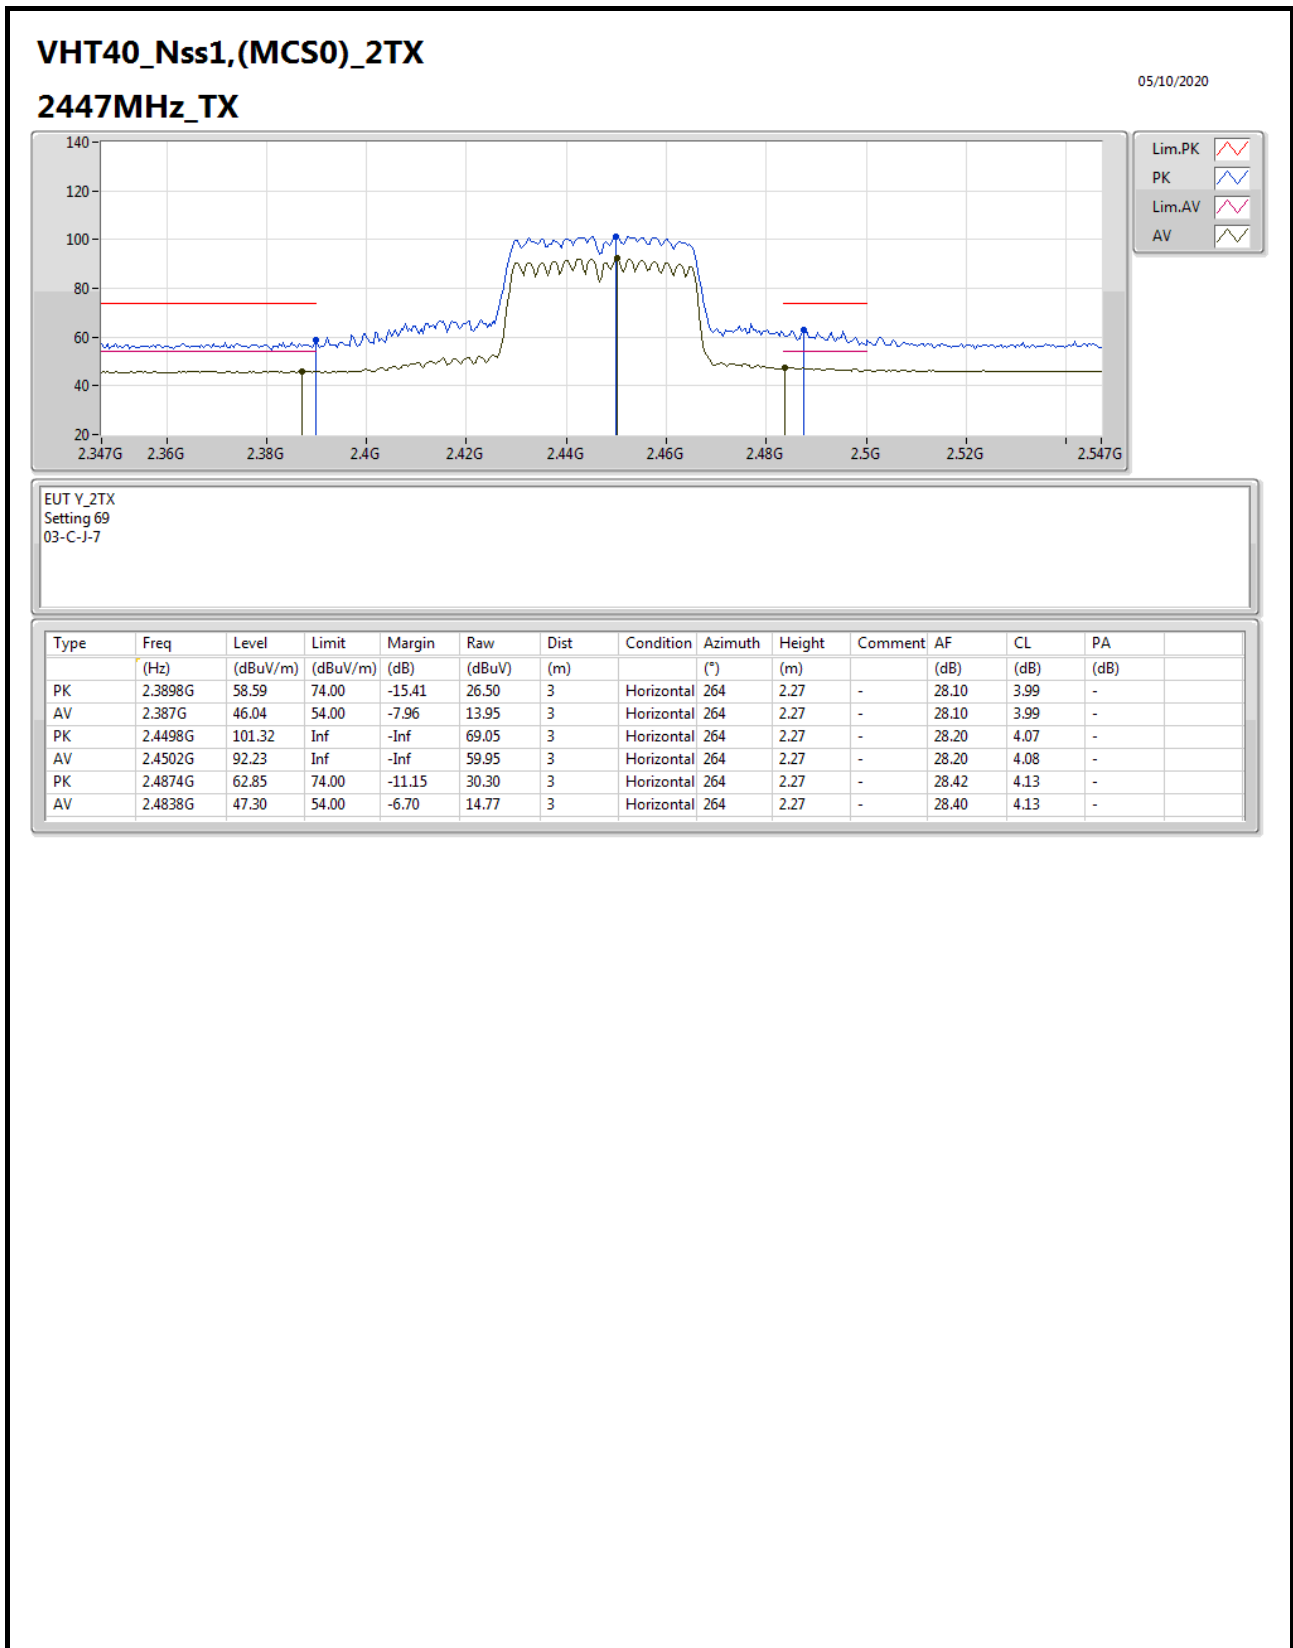 VHT40_Nss1,(MCS0)_2TX
05/10/2020
2447MHz_TX
140
120
100
80
60
40
20
2.347G 2.36G 2.38G 2.4G 2.42G 2.44G 2.46G 2.48G 2.5G 2.52G 2.547G
Lim.PK
PK
Lim.AV
AV
EUT Y_2TX
Setting 69
03-C-J-7
Type Freq Level Limit Margin Raw Dist Condition Azimuth Height Comment AF CL PA
(Hz) (dBuV/m) (dBuV/m) (dB) (dBuV) (m) (°) (m) (dB) (dB) (dB)
PK 2.3898G 58.59 74.00 -15.41 26.50 3 Horizontal 264 2.27 - 28.10 3.99 -
AV 2.387G 46.04 54.00 -7.96 13.95 3 Horizontal 264 2.27 - 28.10 3.99 -
PK 2.4498G 101.32 Inf -Inf 69.05 3 Horizontal 264 2.27 - 28.20 4.07 -
AV 2.4502G 92.23 Inf -Inf 59.95 3 Horizontal 264 2.27 - 28.20 4.08 -
PK 2.4874G 62.85 74.00 -11.15 30.30 3 Horizontal 264 2.27 - 28.42 4.13 -
AV 2.4838G 47.30 54.00 -6.70 14.77 3 Horizontal 264 2.27 - 28.40 4.13 -